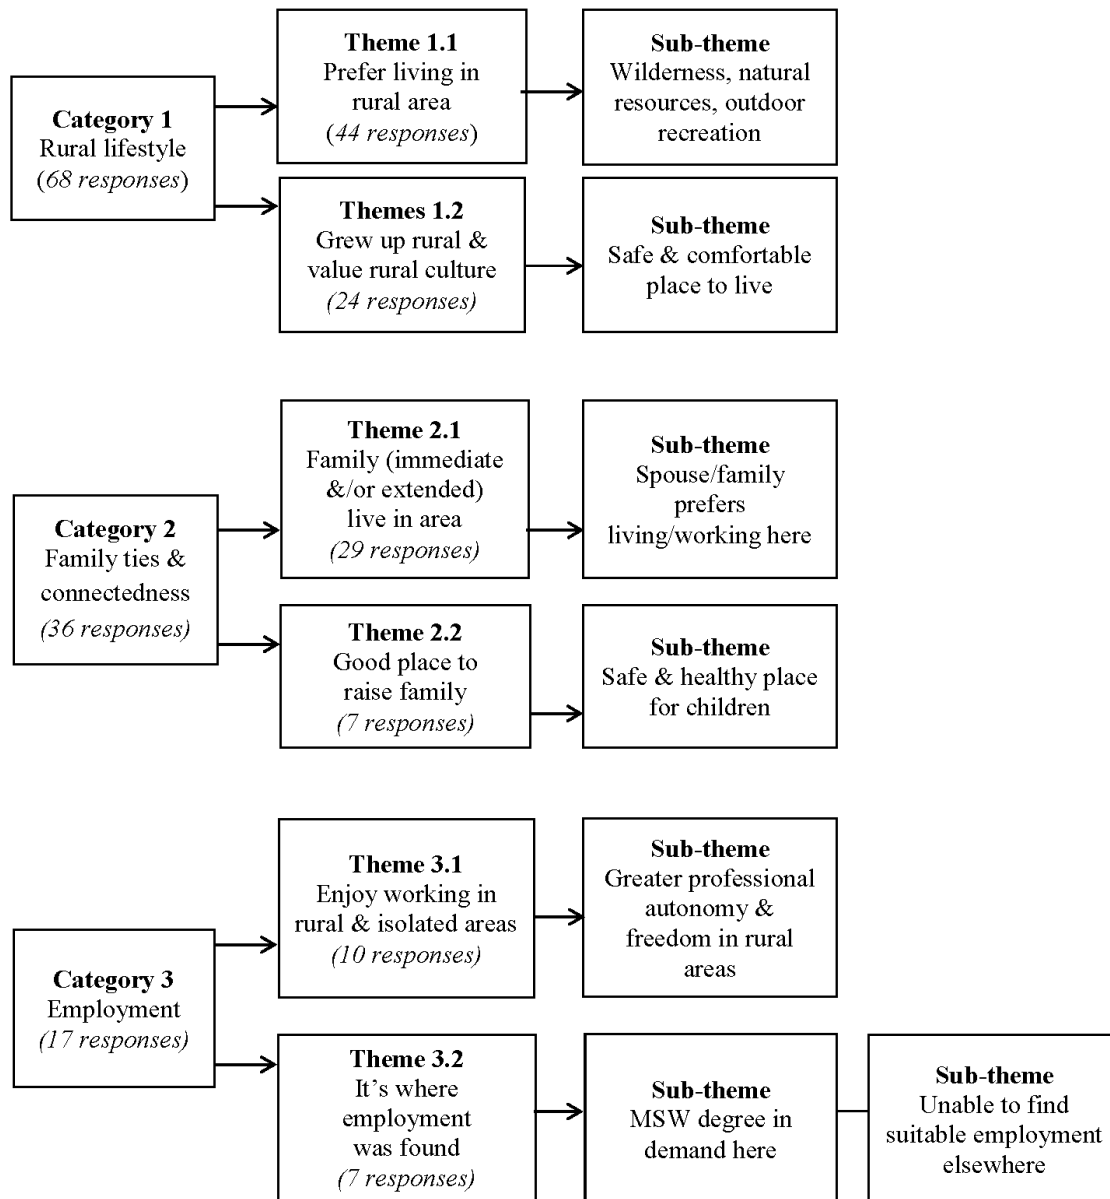 Category 1
Rural lifestyle
(68 responses)
Theme 1.1
Prefer living in
rural area
(44 responses)
Sub-theme
Wilderness, natural
resources, outdoor
recreation
Themes 1.2
Grew up rural &
value rural culture
(24 responses)
Sub-theme
Safe & comfortable
place to live
Category 2
Family ties &
connectedness
(36 responses)
Theme 2.1
Family (immediate
&/or extended)
live in area
(29 responses)
Sub-theme
Spouse/family
prefers
living/working here
Theme 2.2
Good place to
raise family
(7 responses)
Sub-theme
Safe & healthy place
for children
Category 3
Employment
(17 responses)
Theme 3.1
Enjoy working in
rural & isolated areas
(10 responses)
Sub-theme
Greater professional
autonomy &
freedom in rural
areas
Theme 3.2
It's where
employment
was found
(7 responses)
Sub-theme
MSW degree in
demand here
Sub-theme
Unable to find
suitable employment
elsewhere